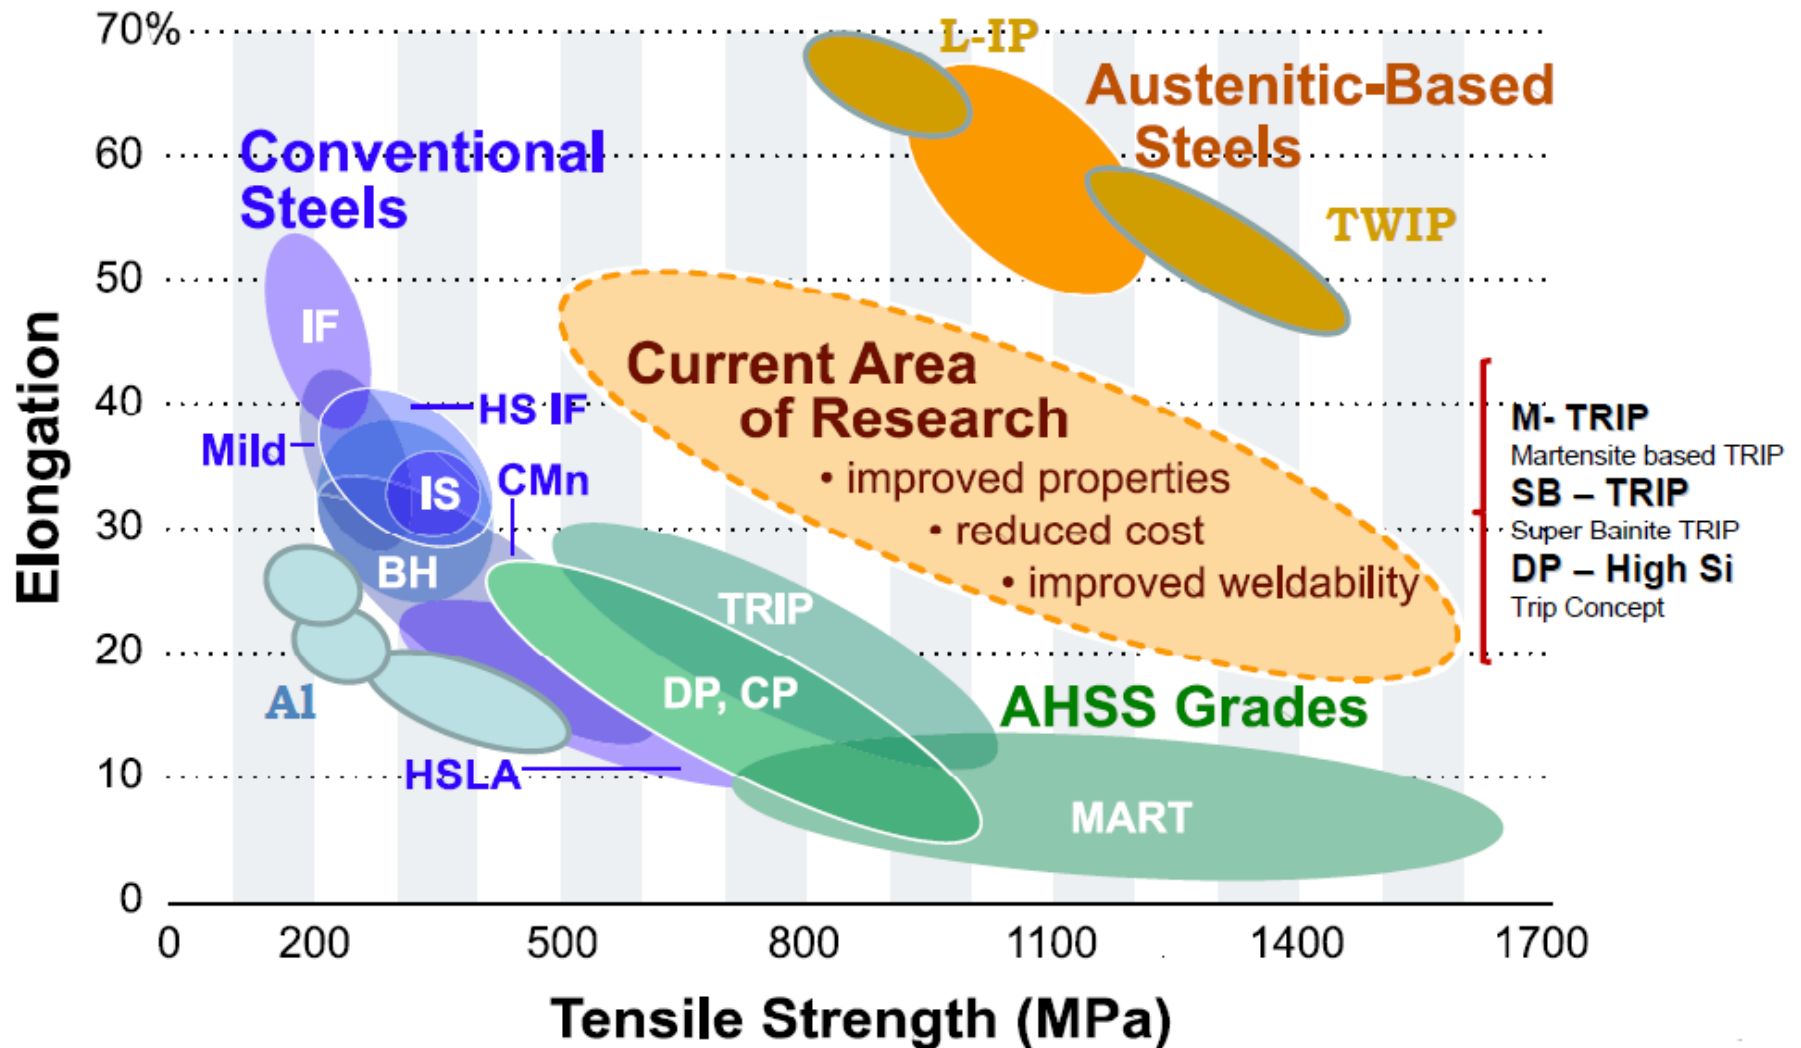 70%
60
50
40
30
20
10
0
Elongation
0 200 500 800 1100 1400 1700
Tensile Strength (MPa)
Conventional
Steels
IF
Mild
HS IF
IS
CMn
BH
Al
HSLA
L-IP
Austenitic-Based
Steels
TWIP
Current Area
of Research
• improved properties
• reduced cost
• improved weldability
TRIP
DP, CP
AHSS Grades
MART
M- TRIP
Martensite based TRIP
SB – TRIP
Super Bainite TRIP
DP – High Si
Trip Concept